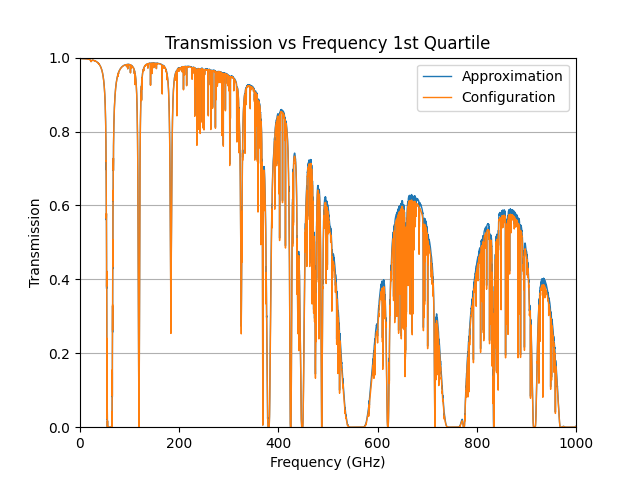 Transmission vs Frequency 1st Quartile
1.0
0.8
0.6
0.4
0.2
0.0
Transmission
Approximation
Configuration
0
200
400
600
800
1000
Frequency (GHz)